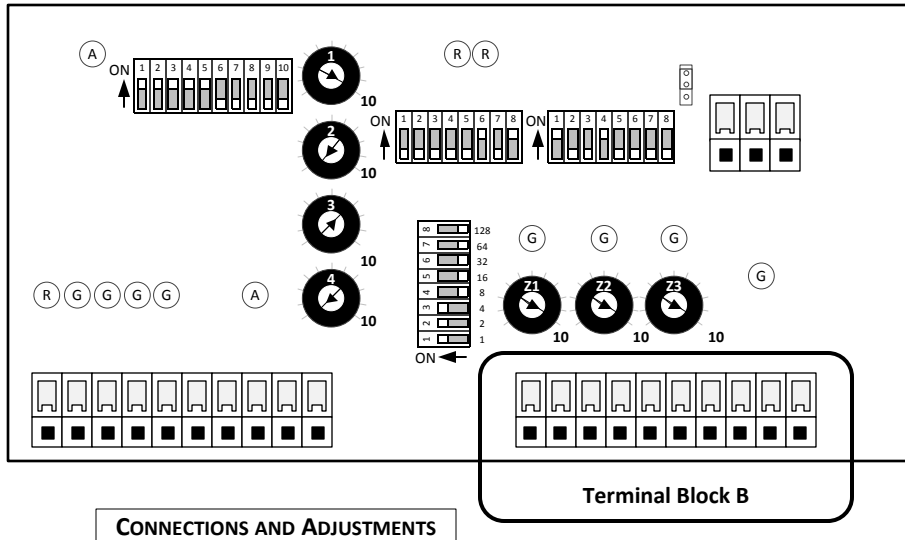 A
R R
ON
1 2 3 4 5 6 7 8 9 10
1
10
ON
1 2 3 4 5 6 7 8
ON
1 2 3 4 5 6 7 8
2
10
3
10
8 128
7 64
6 32
5 16
4 8
3 4
2 2
1 1
ON
G G G
G
R G G G G
A
4
10
Z1 Z2 Z3
10 10 10
Terminal Block B
CONNECTIONS AND ADJUSTMENTS